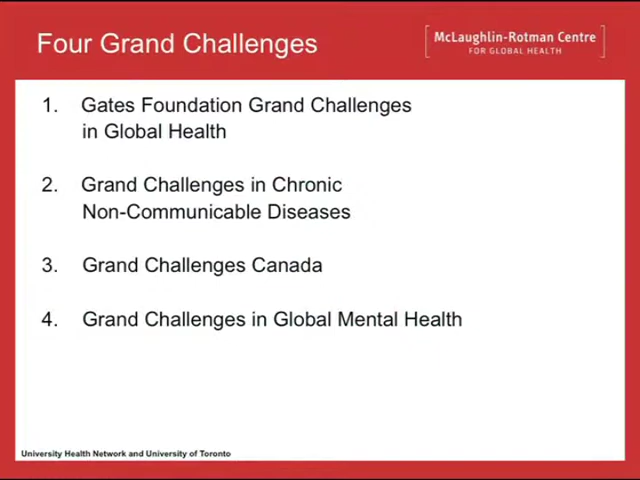 Four Grand Challenges
McLaughlin-Rotman Centre
FOR GLOBAL HEALTH
1. Gates Foundation Grand Challenges
in Global Health
2. Grand Challenges in Chronic
Non-Communicable Diseases
3. Grand Challenges Canada
4. Grand Challenges in Global Mental Health
University Health Network and University of Toronto